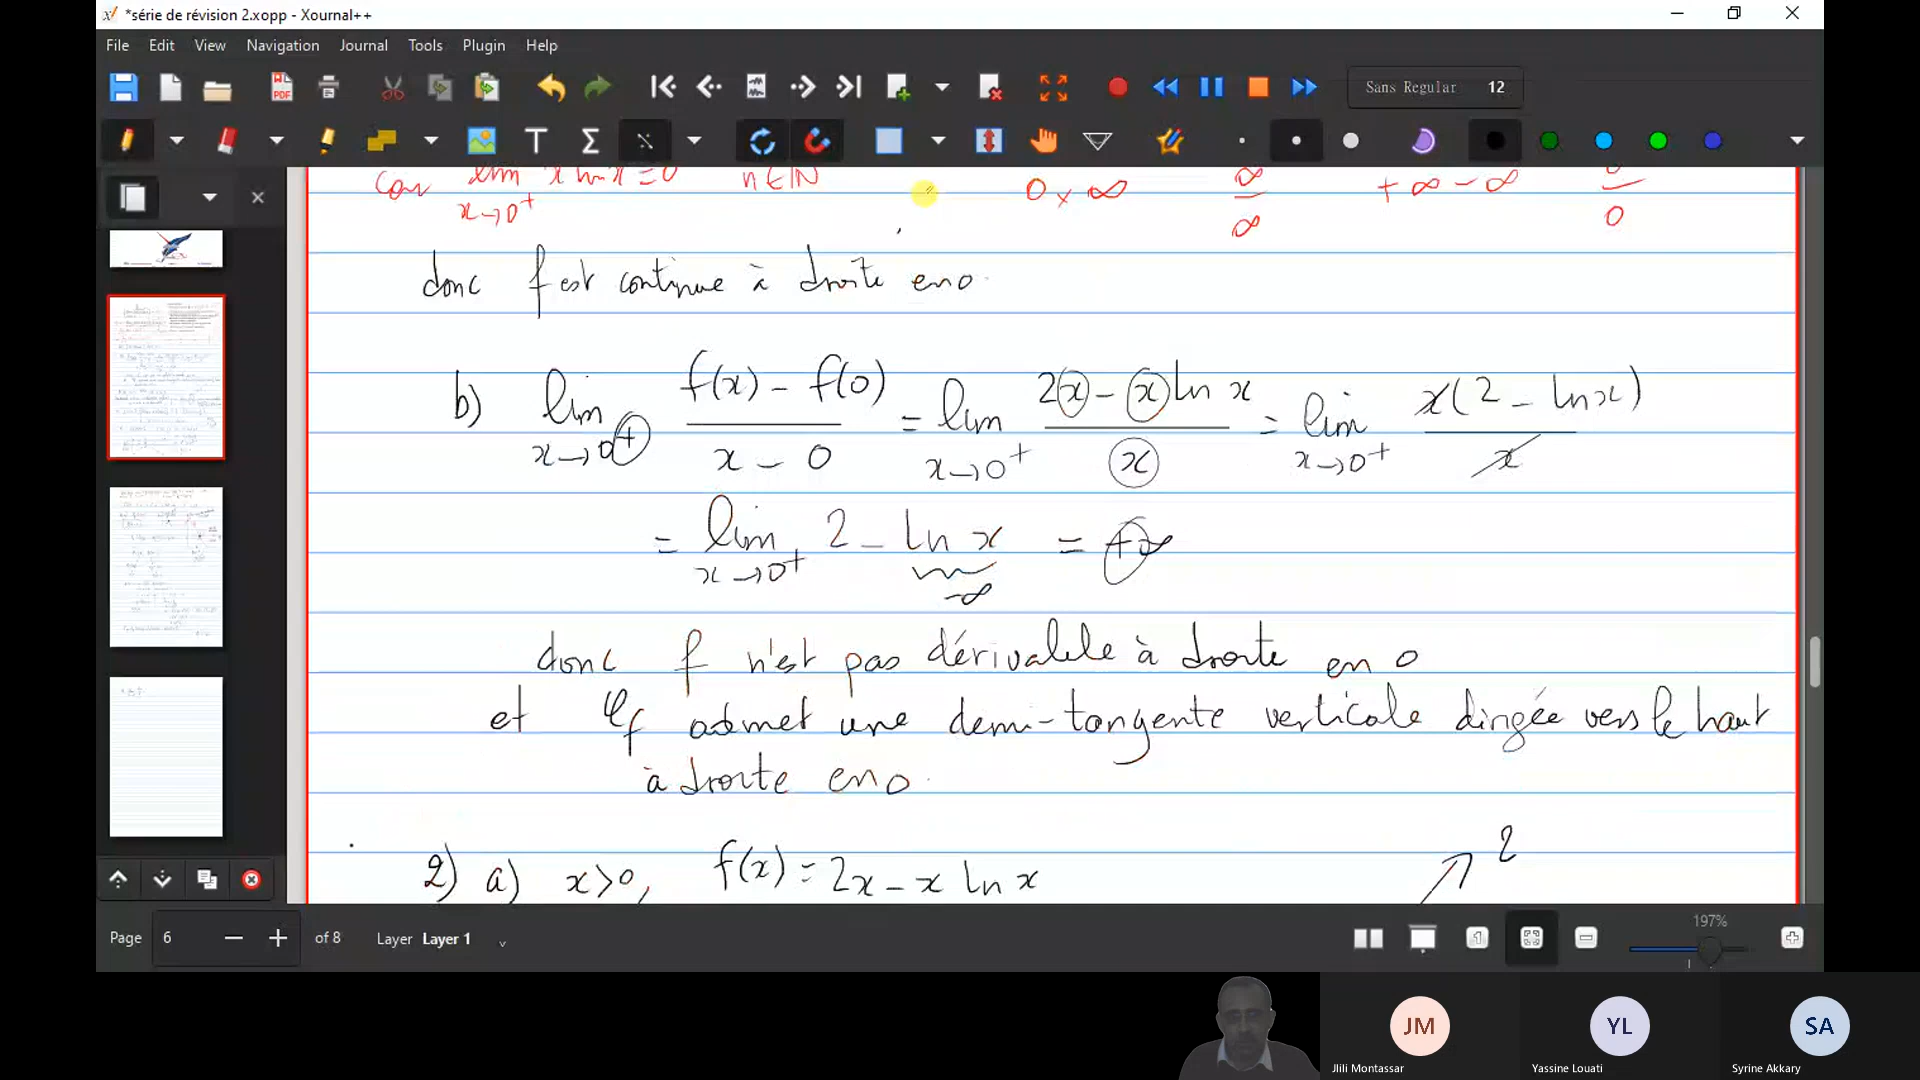 *série de révision 2.xopp - Xournal++
File Edit View Navigation Journal Tools Plugin Help
PDF
Sans Regular 12
T Σ
Car lim x ln x = 0 n ∈ IN 0 × ∞ ∞/∞ + ∞ - ∞ 0/0
x→0+
donc f est continue à droite en 0.
b) lim x→0+ (f(x) - f(0))/(x - 0) = lim x→0+ (2x - x ln x)/x = lim x→0+ x(2 - ln x)/x
= lim x→0+ 2 - ln x = +∞
-∞
donc f n'est pas dérivable à droite en 0
et φf admet une demi-tangente verticale dirigée vers le haut
à droite en 0.
2) a) x>0, f(x) = 2x - x ln x 2
Page 6 of 8 Layer Layer 1 197%
JM YL SA
Jlili Montassar Yassine Louati Syrine Akkary